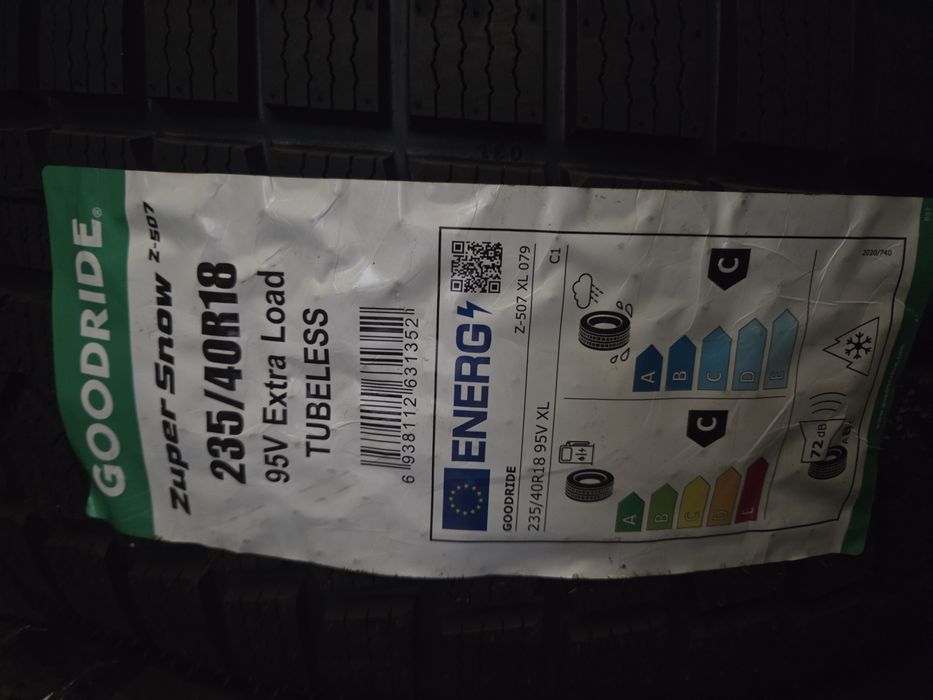 GOODRIDE®
Zuper Snow Z-507
235/40R18
95V Extra Load
TUBELESS
6 938112 631352
ENERG
GOODRIDE
Z-507 XL 079
235/40R18 95V XL
C1
A
B
C
D
E
C
A
B
C
D
E
C
72 dB
2020/740